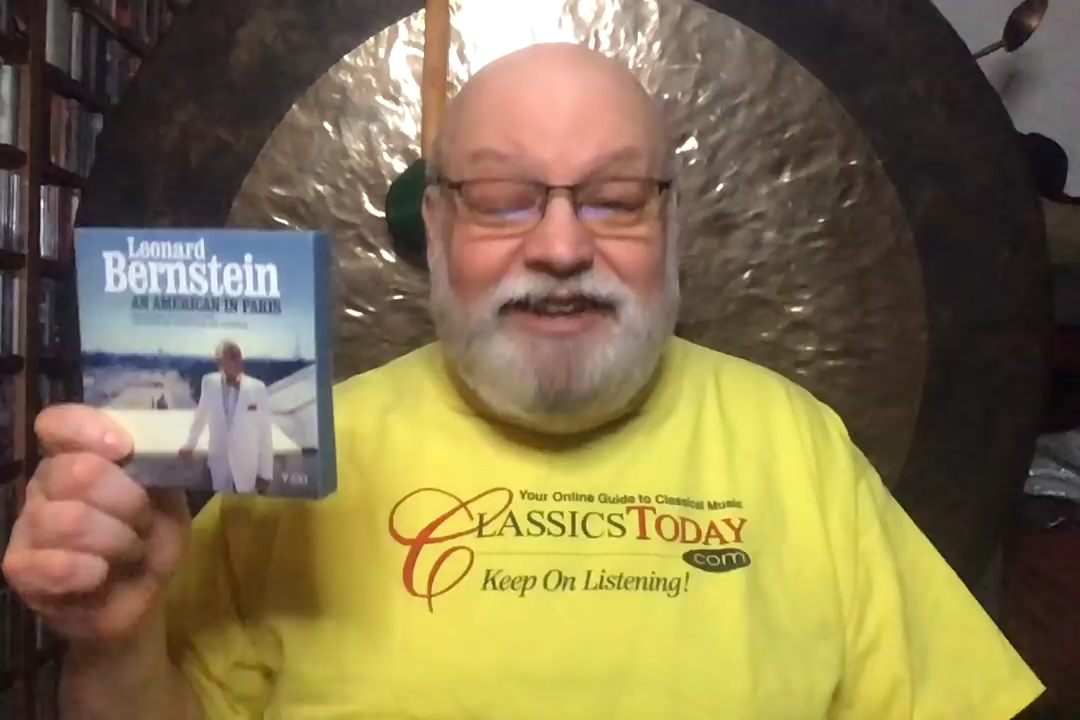 Leonard
Bernstein
AN AMERICAN IN PARIS
Your Online Guide to Classical Music
CLASSICSTODAY
com
Keep On Listening!